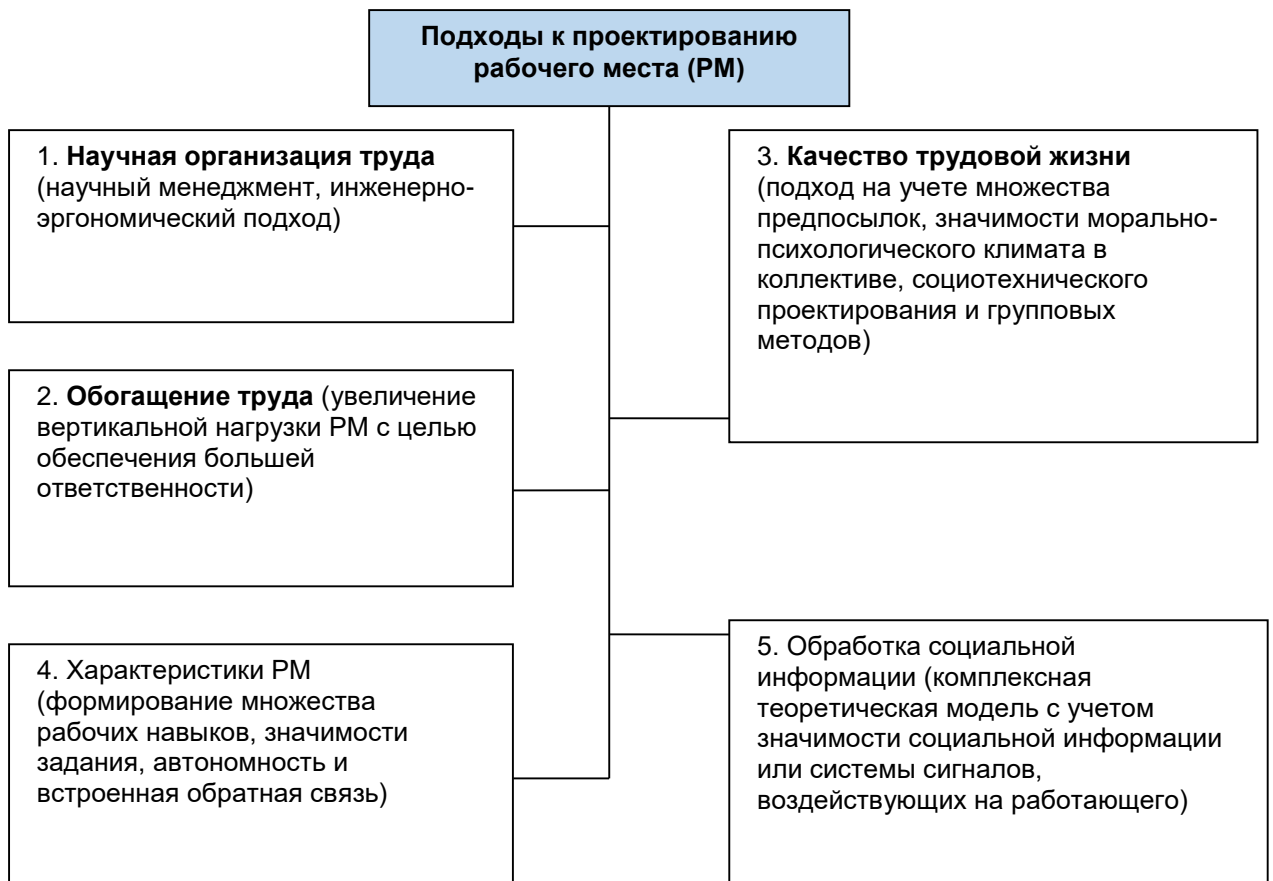 Подходы к проектированию
рабочего места (РМ)
1. Научная организация труда
(научный менеджмент, инженерно-
эргономический подход)
2. Обогащение труда (увеличение
вертикальной нагрузки РМ с целью
обеспечения большей
ответственности)
3. Качество трудовой жизни
(подход на учете множества
предпосылок, значимости морально-
психологического климата в
коллективе, социотехнического
проектирования и групповых
методов)
4. Характеристики РМ
(формирование множества
рабочих навыков, значимости
задания, автономность и
встроенная обратная связь)
5. Обработка социальной
информации (комплексная
теоретическая модель с учетом
значимости социальной информации
или системы сигналов,
воздействующих на работающего)